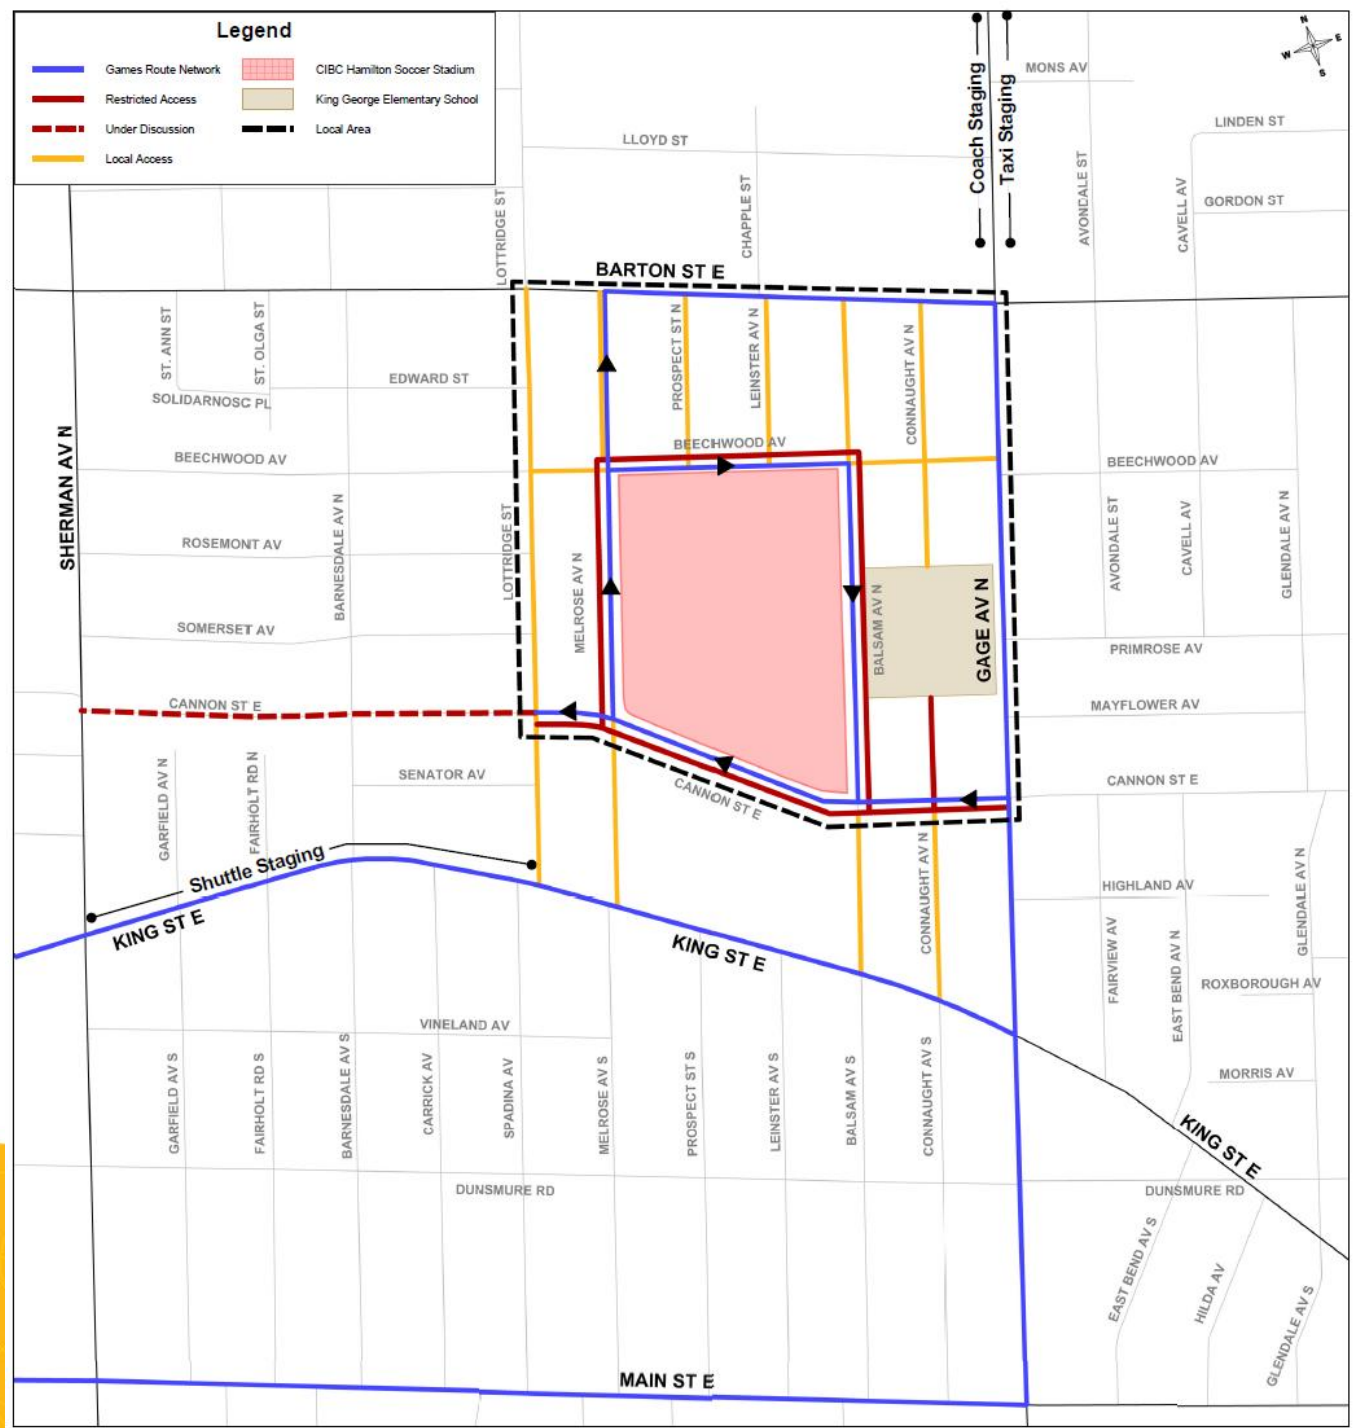 Legend
Games Route Network
CIBC Hamilton Soccer Stadium
Restricted Access
King George Elementary School
Under Discussion
Local Area
Local Access
N
E
W
S
Coach Staging
Taxi Staging
MONS AV
LINDEN ST
LLOYD ST
AVONDALE ST
CAVELL AV
GORDON ST
LOTTRIDGE ST
CHAPPLE ST
BARTON ST E
ST. ANN ST
ST. OLGA ST
PROSPECT ST N
LEINSTER AV N
CONNAUGHT AV N
EDWARD ST
SOLIDARNOSC PL
SHERMAN AV N
BEECHWOOD AV
BEECHWOOD AV
BEECHWOOD AV
BARNESDALE AV N
LOTTRIDGE ST
ROSEMONT AV
AVONDALE ST
CAVELL AV
GLENDALE AV N
MELROSE AV N
BALSAM AV N
GAGE AV N
SOMERSET AV
PRIMROSE AV
CANNON ST E
MAYFLOWER AV
GARFIELD AV N
FAIRHOLT RD N
SENATOR AV
CANNON ST E
CANNON ST E
Shuttle Staging
CONNAUGHT AV N
HIGHLAND AV
GLENDALE AV N
KING ST E
KING ST E
FAIRVIEW AV
EAST BEND AV N
ROXBOROUGH AV
VINELAND AV
GARFIELD AV S
FAIRHOLT RD S
BARNESDALE AV S
CARRICK AV
SPADINA AV
MELROSE AV S
PROSPECT ST S
LEINSTER AV S
BALSAM AV S
CONNAUGHT AV S
MORRIS AV
KING ST E
DUNSMURE RD
DUNSMURE RD
EAST BEND AV S
HILDA AV
GLENDALE AV S
MAIN ST E